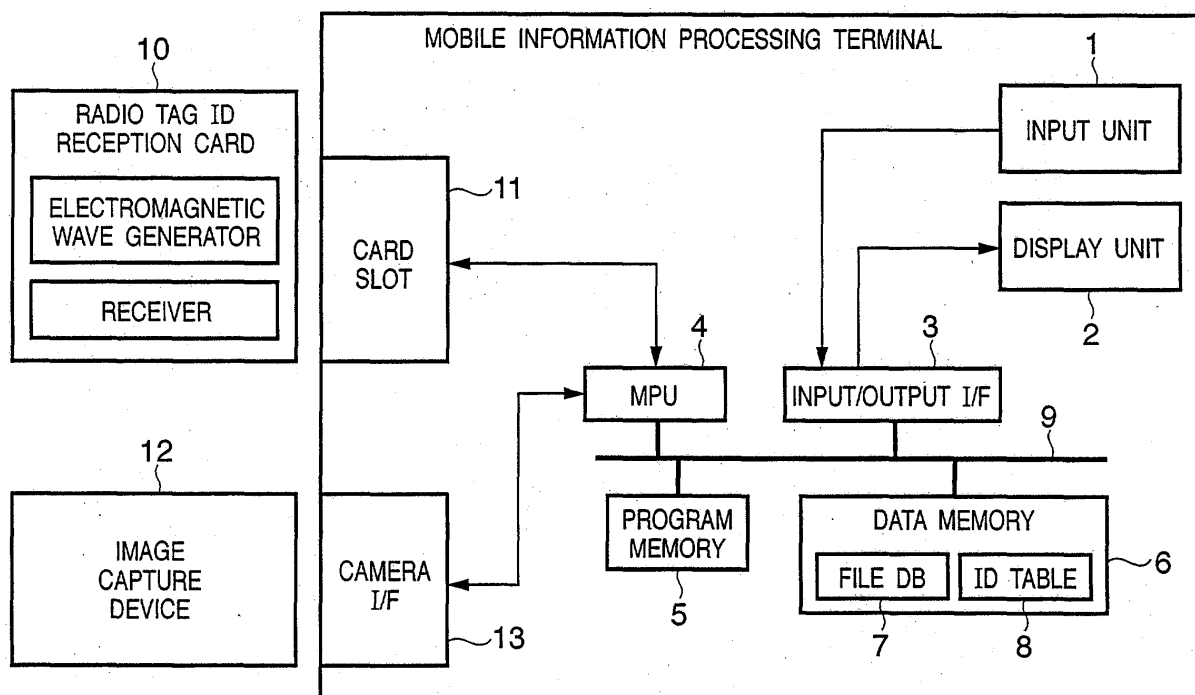 MOBILE INFORMATION PROCESSING TERMINAL
10
RADIO TAG ID
RECEPTION CARD
ELECTROMAGNETIC
WAVE GENERATOR
RECEIVER
11
CARD
SLOT
1
INPUT UNIT
DISPLAY UNIT
2
4
MPU
3
INPUT/OUTPUT I/F
9
12
IMAGE
CAPTURE
DEVICE
CAMERA
I/F
13
PROGRAM
MEMORY
5
DATA MEMORY
6
FILE DB
ID TABLE
7
8